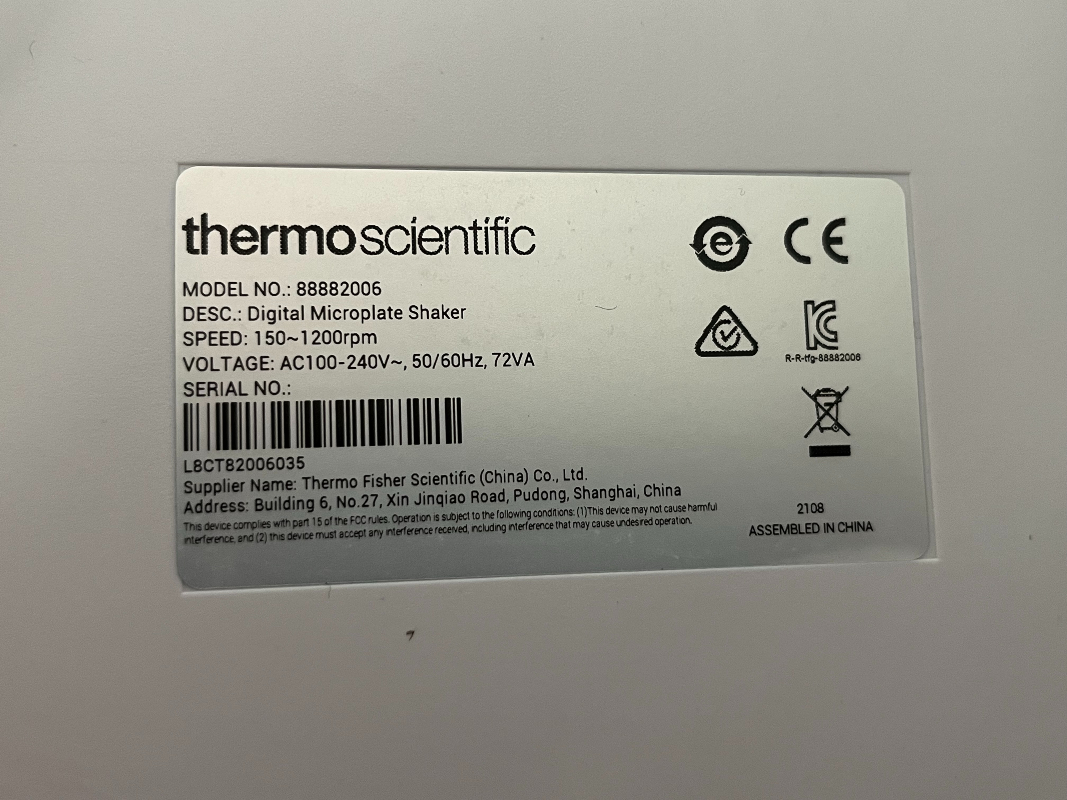 thermo scientific
MODEL NO.: 88882006
DESC.: Digital Microplate Shaker
SPEED: 150~1200rpm
VOLTAGE: AC100-240V~, 50/60Hz, 72VA
SERIAL NO.:
L8CT82006035
Supplier Name: Thermo Fisher Scientific (China) Co., Ltd.
Address: Building 6, No.27, Xin Jinqiao Road, Pudong, Shanghai, China
This device complies with part 15 of the FCC rules. Operation is subject to the following conditions: (1)This device may not cause harmful
interference, and (2) this device must accept any interference received, including interference that may cause undesired operation.
e
CE
KC
R-R-tfg-88882006
2108
ASSEMBLED IN CHINA